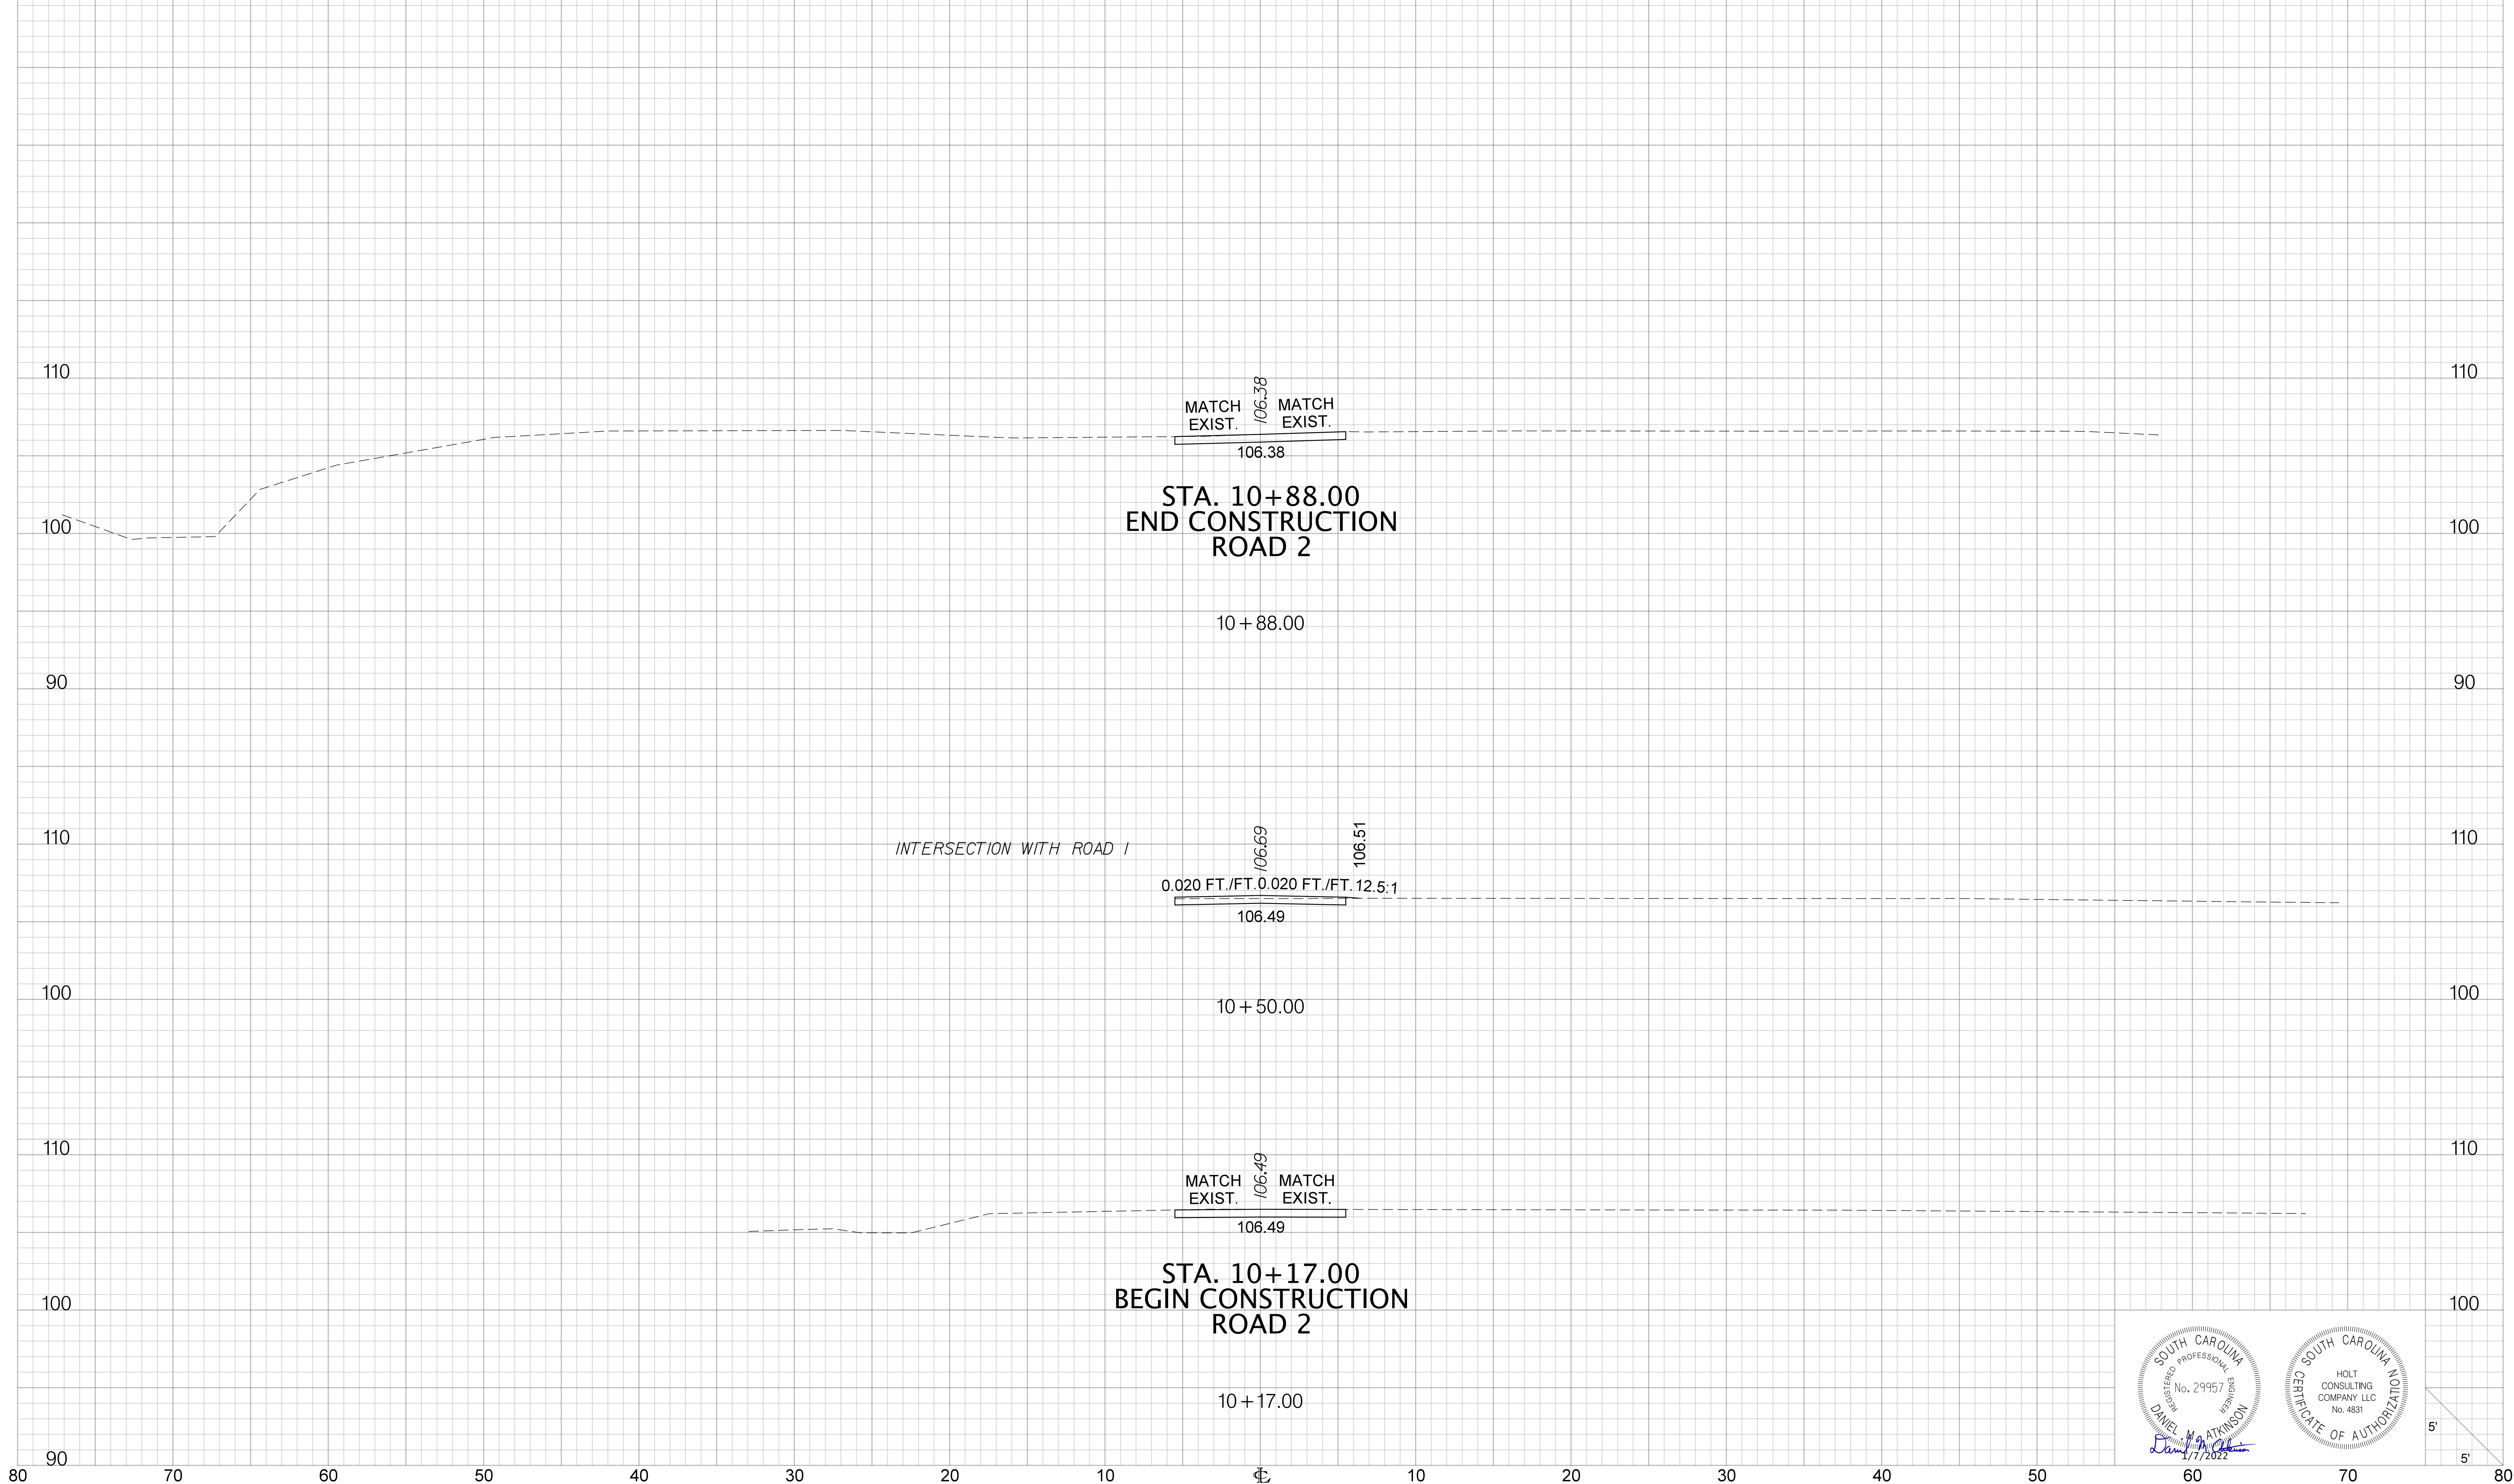 110
106.38
110
MATCH
EXIST.
MATCH
EXIST.
106.38
STA. 10+88.00
END CONSTRUCTION
ROAD 2
100
100
10+88.00
90
90
110
INTERSECTION WITH ROAD 1
106.69
106.51
110
0.020 FT./FT.
0.020 FT./FT.
12.5:1
106.49
100
10+50.00
100
110
106.49
110
MATCH
EXIST.
MATCH
EXIST.
106.49
STA. 10+17.00
BEGIN CONSTRUCTION
ROAD 2
100
100
10+17.00
SOUTH CAROLINA
REGISTERED PROFESSIONAL ENGINEER
No. 29957
DANIEL M. ATKINSON
Daniel M. Atkinson
1/7/2022
SOUTH CAROLINA
CERTIFICATE OF AUTHORIZATION
HOLT
CONSULTING
COMPANY LLC
No. 4831
5'
5'
90
80 70 60 50 40 30 20 10 ℄ 10 20 30 40 50 60 70 80